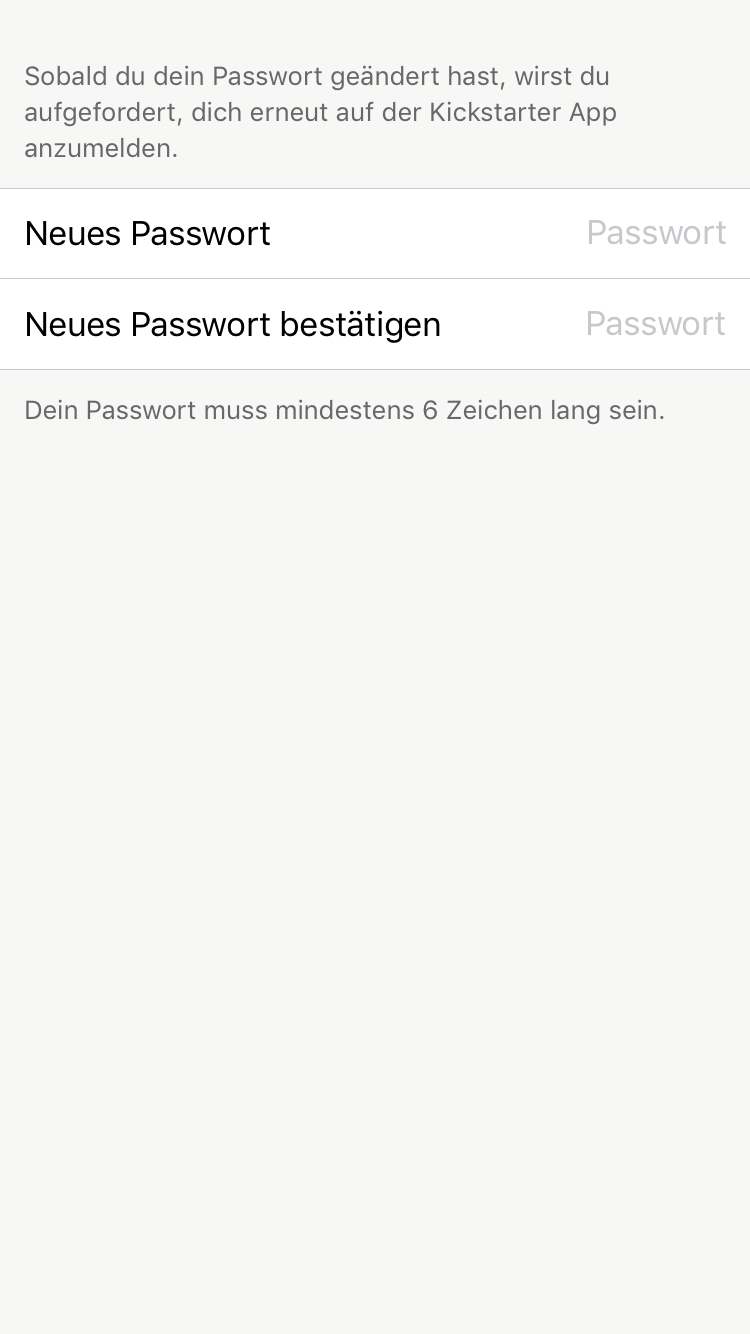 Sobald du dein Passwort geändert hast, wirst du
aufgefordert, dich erneut auf der Kickstarter App
anzumelden.
Neues Passwort Passwort
Neues Passwort bestätigen Passwort
Dein Passwort muss mindestens 6 Zeichen lang sein.